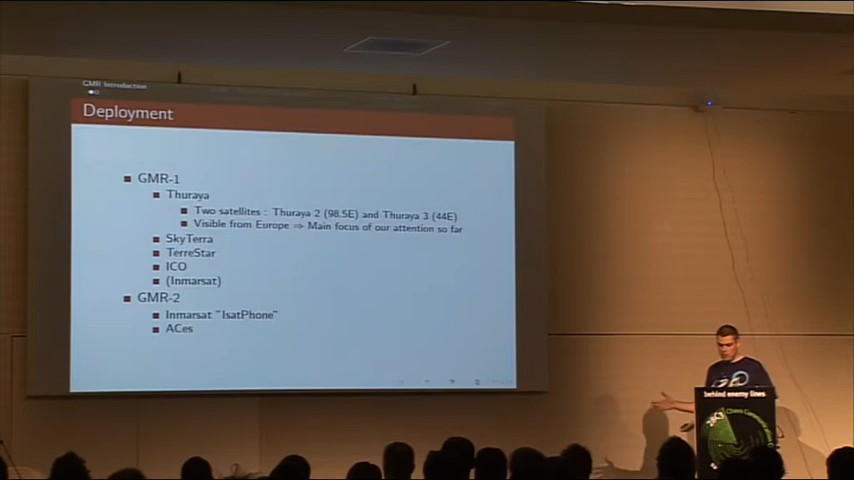 GMR Introduction
Deployment
GMR-1
Thuraya
Two satellites : Thuraya 2 (98.5E) and Thuraya 3 (44E)
Visible from Europe ⇒ Main focus of our attention so far
SkyTerra
TerreStar
ICO
(Inmarsat)
GMR-2
Inmarsat "IsatPhone"
ACes
behind enemy lines
28C3